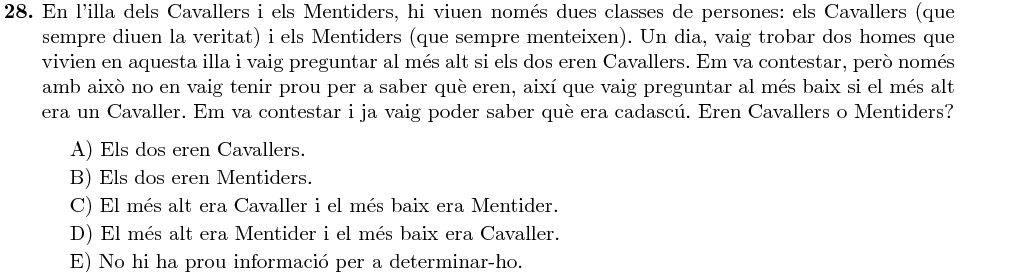 28. En l'illa dels Cavallers i els Mentiders, hi viuen només dues classes de persones: els Cavallers (que
sempre diuen la veritat) i els Mentiders (que sempre menteixen). Un dia, vaig trobar dos homes que
vivien en aquesta illa i vaig preguntar al més alt si els dos eren Cavallers. Em va contestar, però només
amb això no en vaig tenir prou per a saber què eren, així que vaig preguntar al més baix si el més alt
era un Cavaller. Em va contestar i ja vaig poder saber què era cadascú. Eren Cavallers o Mentiders?
A) Els dos eren Cavallers.
B) Els dos eren Mentiders.
C) El més alt era Cavaller i el més baix era Mentider.
D) El més alt era Mentider i el més baix era Cavaller.
E) No hi ha prou informació per a determinar-ho.